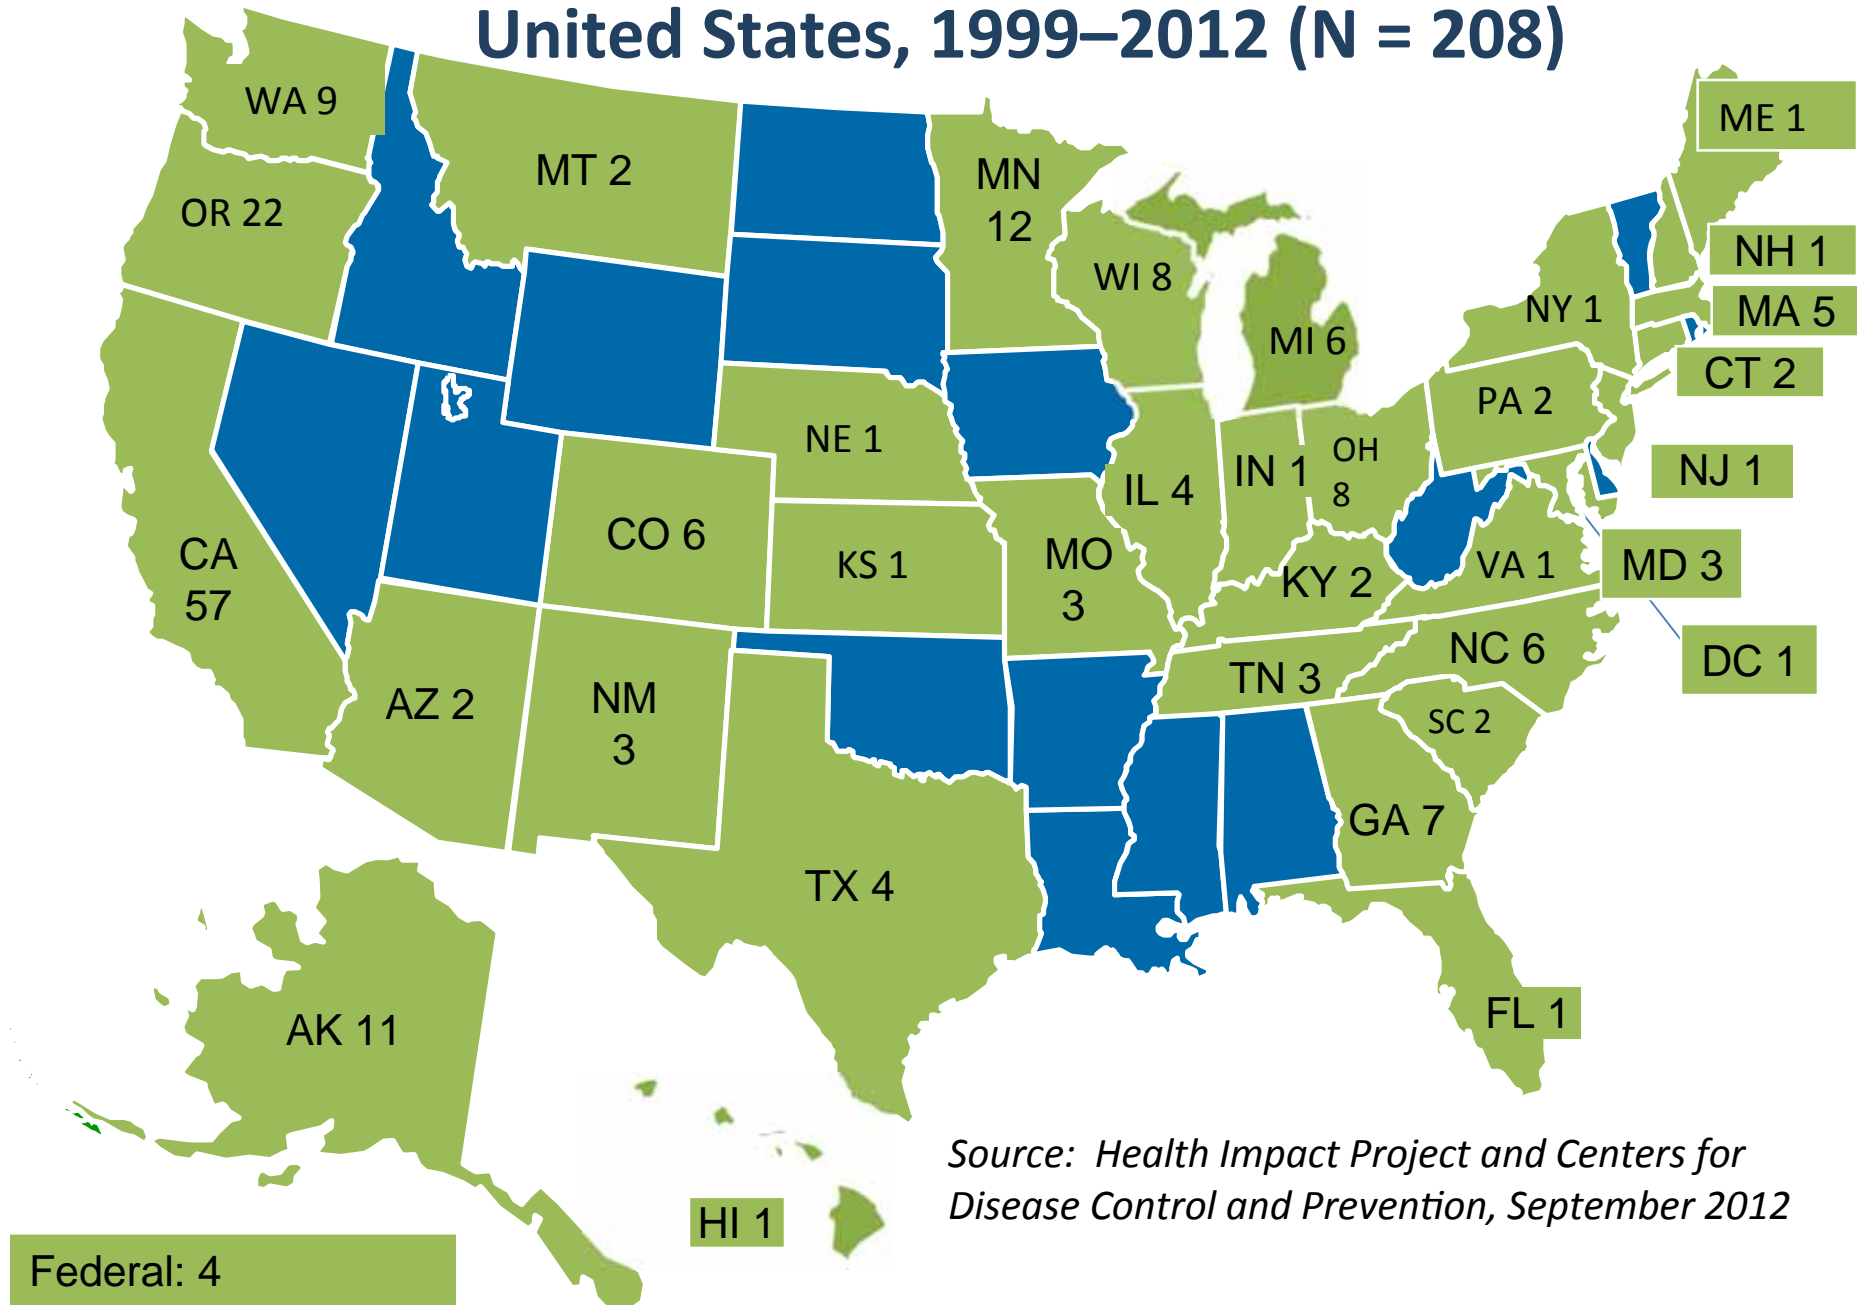 United States, 1999–2012 (N = 208)
WA 9
MT 2
MN
12
ME 1
OR 22
WI 8
NH 1
NY 1
MA 5
MI 6
CT 2
PA 2
NE 1
OH
8
IL 4
IN 1
NJ 1
CA
57
CO 6
KS 1
MO
3
KY 2
VA 1
MD 3
NC 6
DC 1
AZ 2
NM
3
TN 3
SC 2
GA 7
TX 4
FL 1
AK 11
HI 1
Source: Health Impact Project and Centers for
Disease Control and Prevention, September 2012
Federal: 4